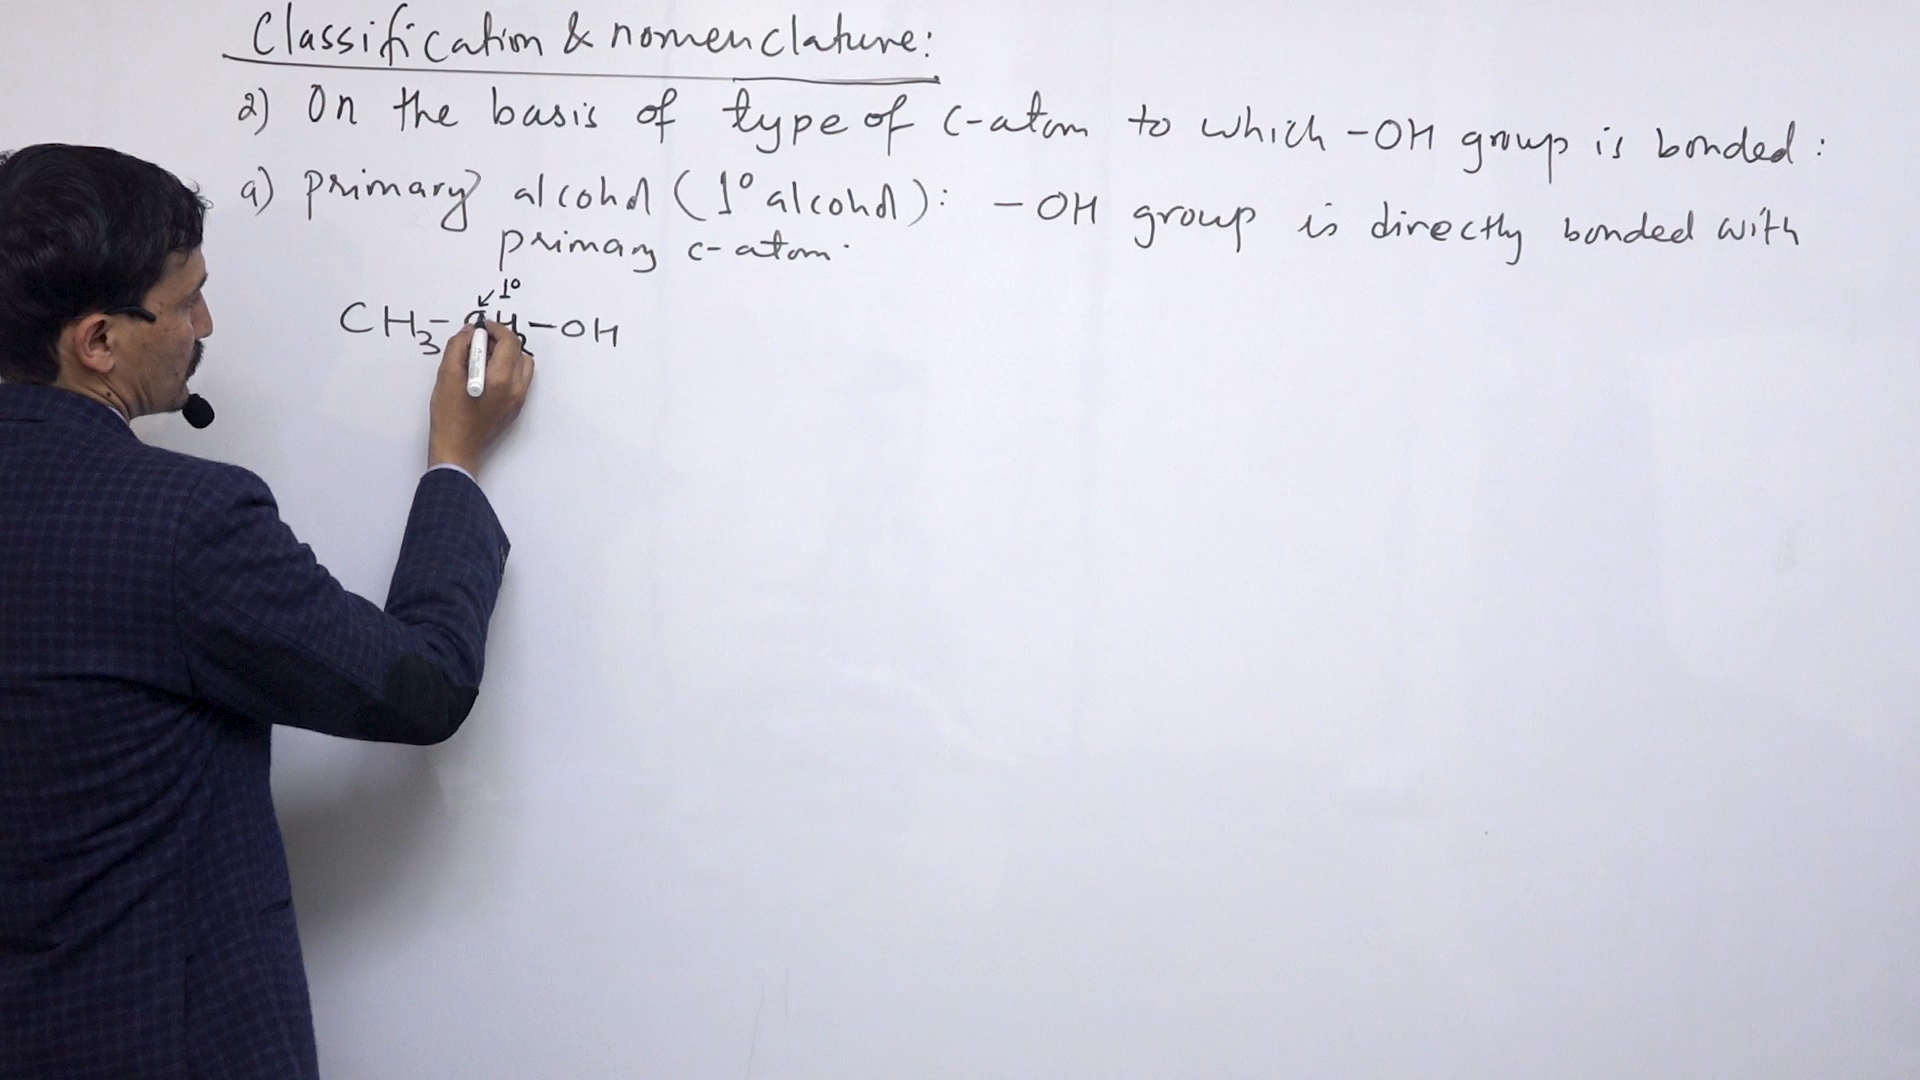 Classification & nomenclature:
2) On the basis of type of C-atom to which -OH group is bonded:
a) primary alcohol (1° alcohol): -OH group is directly bonded with
primary c-atom.
1°
CH3-CH2-OH